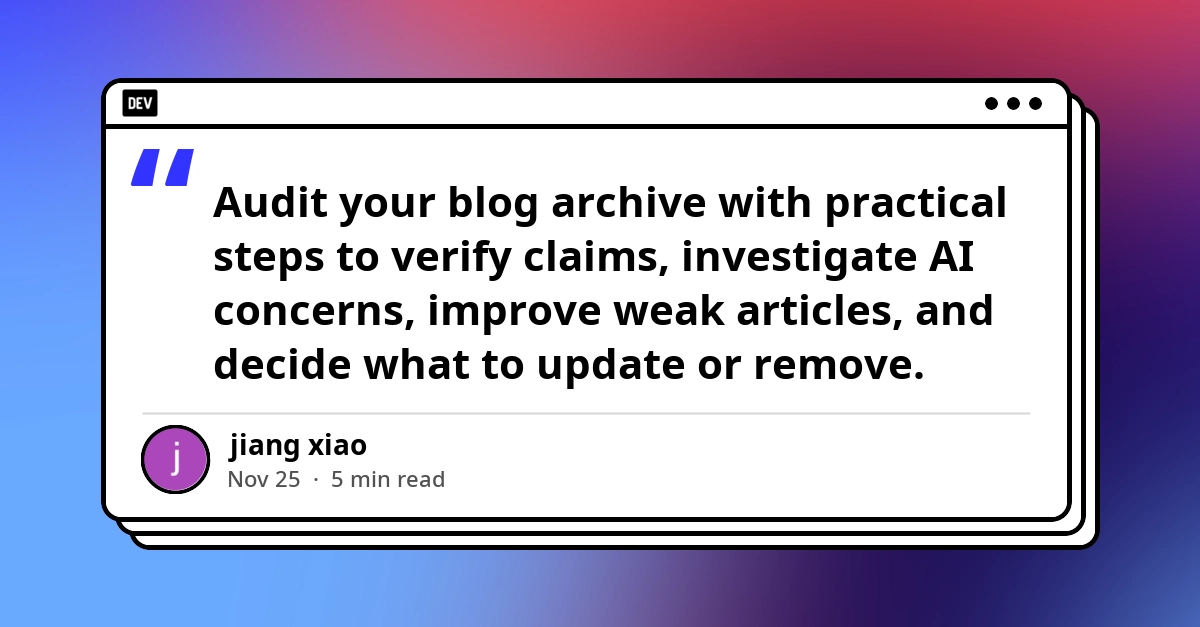 DEV
“
Audit your blog archive with practical
steps to verify claims, investigate AI
concerns, improve weak articles, and
decide what to update or remove.
j
jiang xiao
Nov 25 · 5 min read